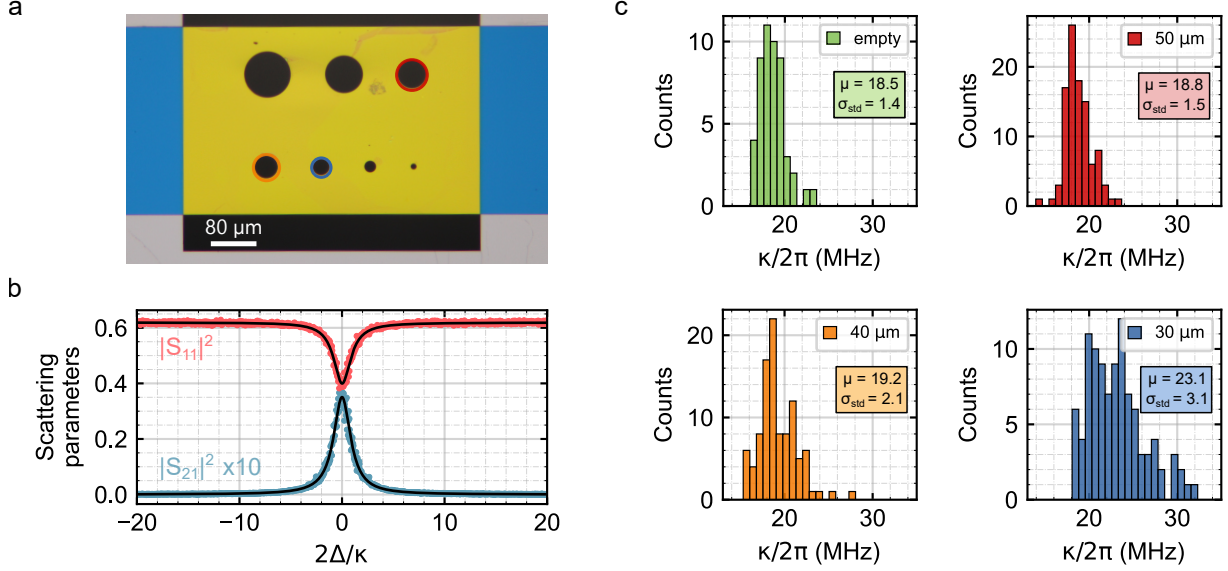 a
80 µm
b
Scattering
parameters
0.6
0.4
0.2
0.0
|S₁₁|²
|S₂₁|² x10
−20
−10
0
10
20
2Δ/κ
c
Counts
10
5
0
empty
μ = 18.5
σstd = 1.4
20
30
κ/2π (MHz)
Counts
20
10
0
50 µm
μ = 18.8
σstd = 1.5
20
30
κ/2π (MHz)
Counts
20
10
0
40 µm
μ = 19.2
σstd = 2.1
20
30
κ/2π (MHz)
Counts
10
5
0
30 µm
μ = 23.1
σstd = 3.1
20
30
κ/2π (MHz)